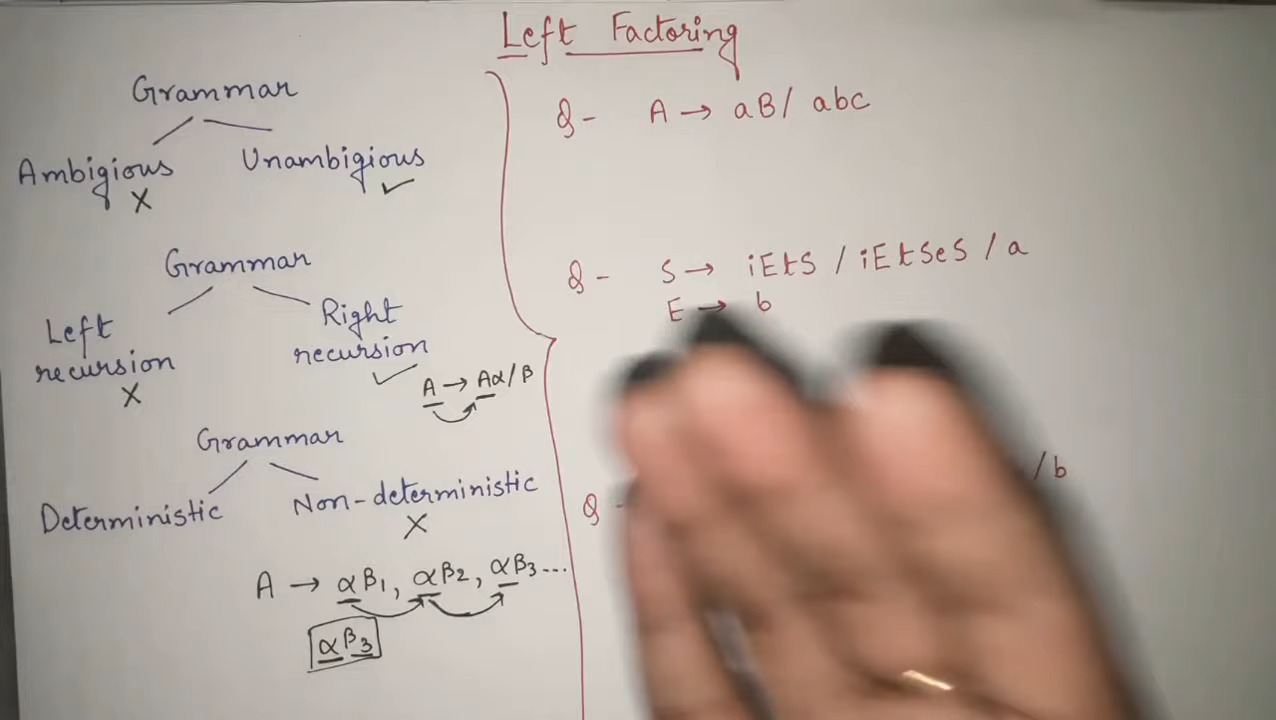 Left Factoring
Grammar
Ambigious Unambigious
X ✓
Grammar
Left
recursion
X
Right
recursion
✓
A → Aα/β
Grammar
Deterministic Non-deterministic
X
A → αβ1, αβ2, αβ3...
αβ3
Q- A → aB/ abc
Q- S → iEtS / iEtSeS / a
E → b
Q- /b